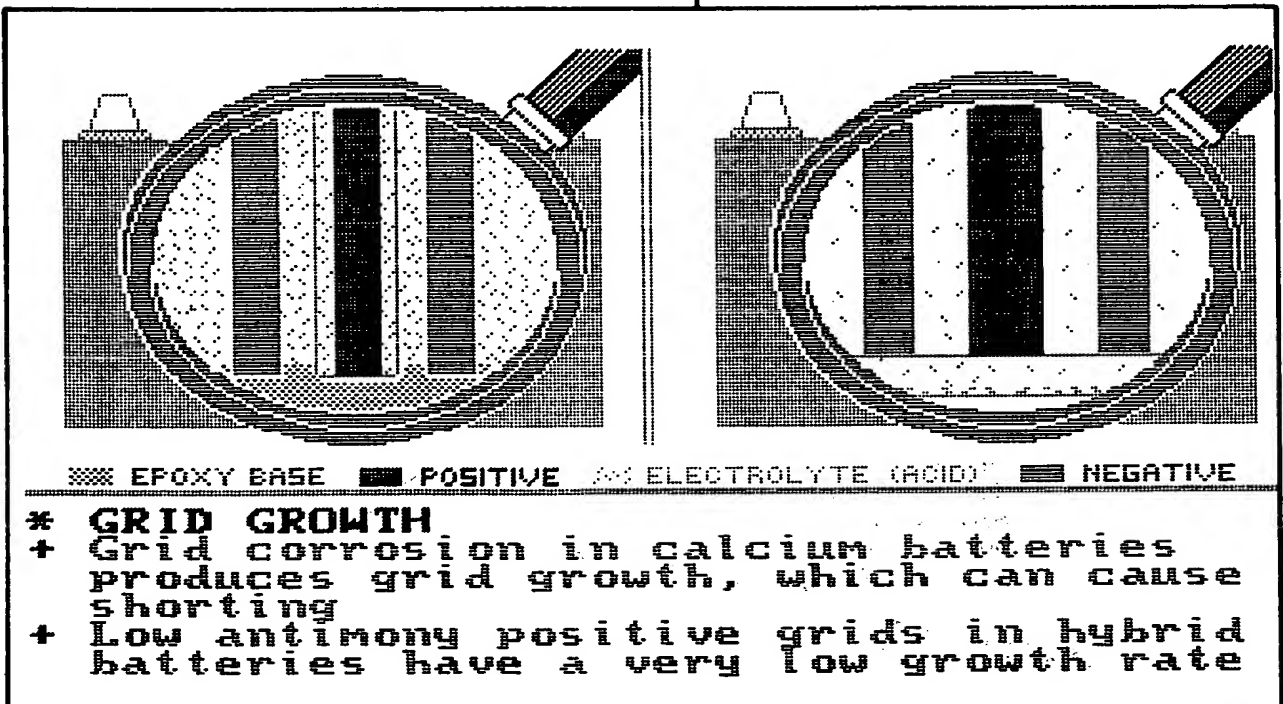 EPOXY BASE POSITIVE ELECTROLYTE (ACID) NEGATIVE
* GRID GROWTH
+ Grid corrosion in calcium batteries
produces grid growth, which can cause
shorting
+ Low antimony positive grids in hybrid
batteries have a very low growth rate